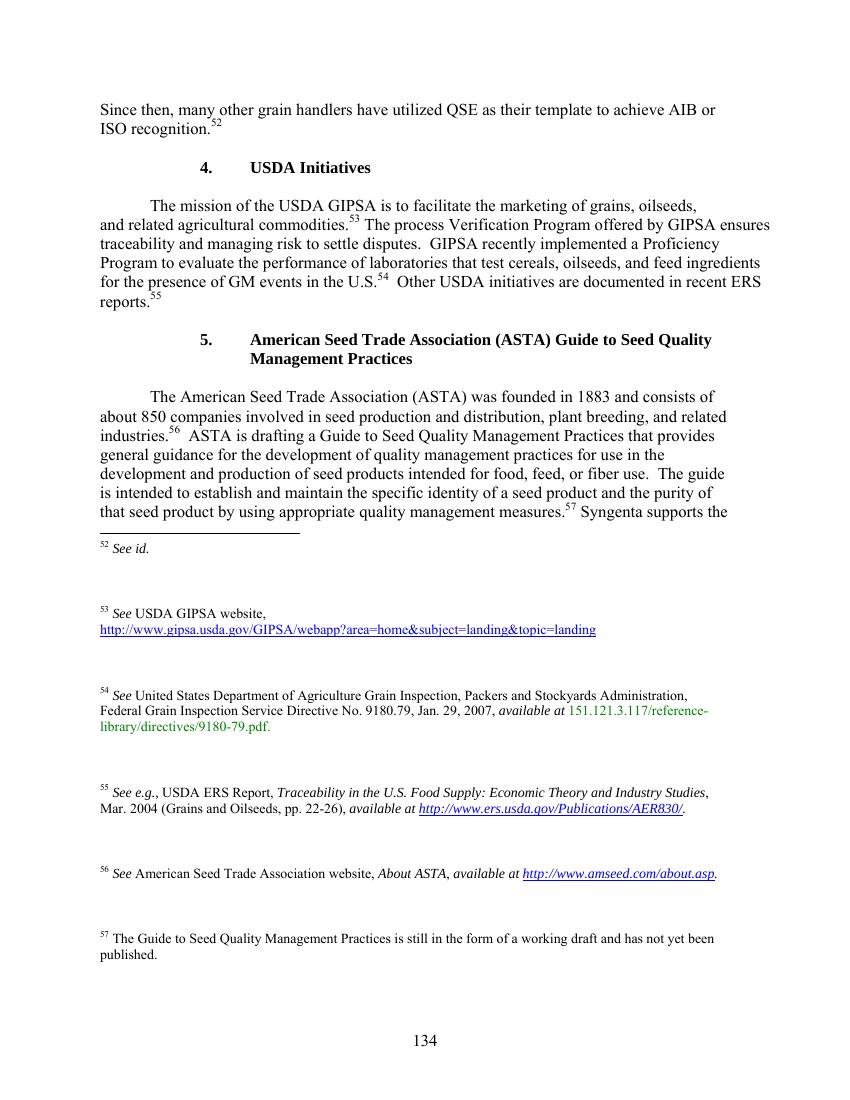 Since then, many other grain handlers have utilized QSE as their template to achieve AIB or
ISO recognition.52
4. USDA Initiatives
The mission of the USDA GIPSA is to facilitate the marketing of grains, oilseeds,
and related agricultural commodities.53 The process Verification Program offered by GIPSA ensures
traceability and managing risk to settle disputes.  GIPSA recently implemented a Proficiency
Program to evaluate the performance of laboratories that test cereals, oilseeds, and feed ingredients
for the presence of GM events in the U.S.54  Other USDA initiatives are documented in recent ERS
reports.55
5. American Seed Trade Association (ASTA) Guide to Seed Quality
Management Practices
The American Seed Trade Association (ASTA) was founded in 1883 and consists of
about 850 companies involved in seed production and distribution, plant breeding, and related
industries.56  ASTA is drafting a Guide to Seed Quality Management Practices that provides
general guidance for the development of quality management practices for use in the
development and production of seed products intended for food, feed, or fiber use.  The guide
is intended to establish and maintain the specific identity of a seed product and the purity of
that seed product by using appropriate quality management measures.57 Syngenta supports the
52 See id.
53 See USDA GIPSA website,
http://www.gipsa.usda.gov/GIPSA/webapp?area=home&subject=landing&topic=landing
54 See United States Department of Agriculture Grain Inspection, Packers and Stockyards Administration,
Federal Grain Inspection Service Directive No. 9180.79, Jan. 29, 2007, available at 151.121.3.117/reference-
library/directives/9180-79.pdf.
55 See e.g., USDA ERS Report, Traceability in the U.S. Food Supply: Economic Theory and Industry Studies,
Mar. 2004 (Grains and Oilseeds, pp. 22-26), available at http://www.ers.usda.gov/Publications/AER830/.
56 See American Seed Trade Association website, About ASTA, available at http://www.amseed.com/about.asp.
57 The Guide to Seed Quality Management Practices is still in the form of a working draft and has not yet been
published.
134